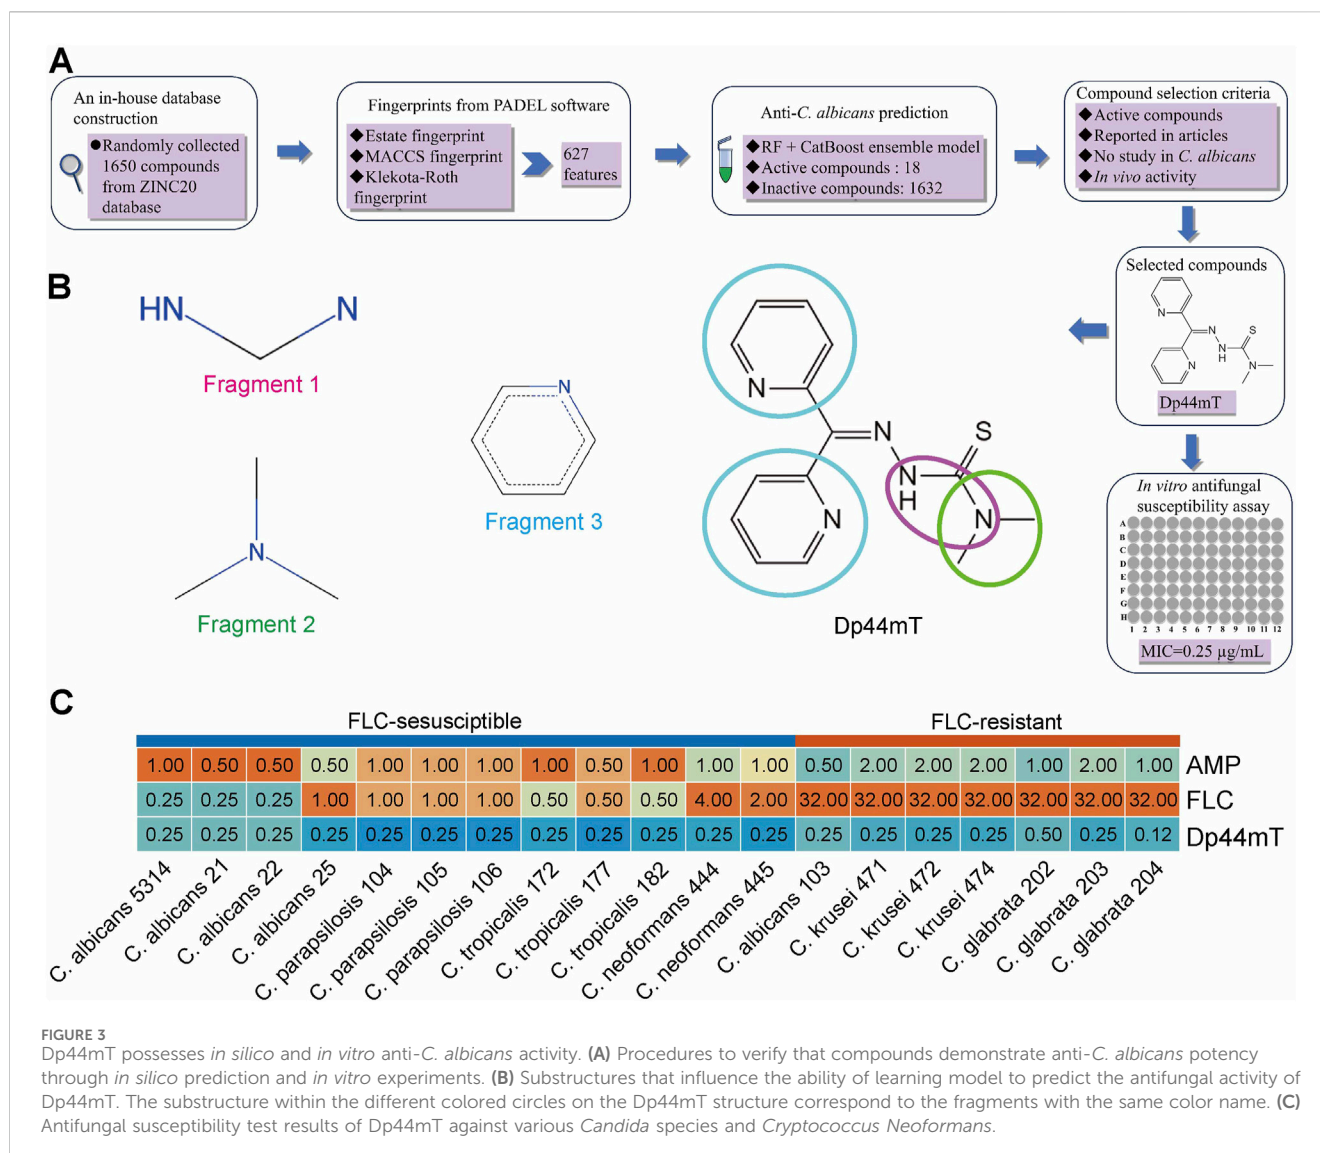 A
An in-house database
construction
●Randomly collected
1650 compounds
from ZINC20
database
Fingerprints from PADEL software
◆Estate fingerprint
◆MACCS fingerprint
◆Klekota-Roth
fingerprint
627
features
Anti-C. albicans prediction
◆RF + CatBoost ensemble model
◆Active compounds : 18
◆Inactive compounds: 1632
Compound selection criteria
◆Active compounds
◆Reported in articles
◆No study in C. albicans
◆In vivo activity
Selected compounds
N
N
N
H
S
N
N
Dp44mT
In vitro antifungal
susceptibility assay
A
B
C
D
E
F
G
H
1 2 3 4 5 6 7 8 9 10 11 12
MIC=0.25 µg/mL
B
HN N
Fragment 1
N
Fragment 2
N
Fragment 3
N
N
S
N
H
N
N
Dp44mT
C
FLC-sesusciptible FLC-resistant
1.00 0.50 0.50 0.50 1.00 1.00 1.00 1.00 0.50 1.00 1.00 1.00 0.50 2.00 2.00 2.00 1.00 2.00 1.00 AMP
0.25 0.25 0.25 1.00 1.00 1.00 1.00 0.50 0.50 0.50 4.00 2.00 32.00 32.00 32.00 32.00 32.00 32.00 32.00 FLC
0.25 0.25 0.25 0.25 0.25 0.25 0.25 0.25 0.25 0.25 0.25 0.25 0.25 0.25 0.25 0.25 0.50 0.25 0.12 Dp44mT
C. albicans 5314
C. albicans 21
C. albicans 22
C. albicans 25
C. parapsilosis 104
C. parapsilosis 105
C. parapsilosis 106
C. tropicalis 172
C. tropicalis 177
C. tropicalis 182
C. neoformans 444
C. neoformans 445
C. albicans 103
C. krusei 471
C. krusei 472
C. krusei 474
C. glabrata 202
C. glabrata 203
C. glabrata 204
FIGURE 3
Dp44mT possesses in silico and in vitro anti-C. albicans activity. (A) Procedures to verify that compounds demonstrate anti-C. albicans potency
through in silico prediction and in vitro experiments. (B) Substructures that influence the ability of learning model to predict the antifungal activity of
Dp44mT. The substructure within the different colored circles on the Dp44mT structure correspond to the fragments with the same color name. (C)
Antifungal susceptibility test results of Dp44mT against various Candida species and Cryptococcus Neoformans.